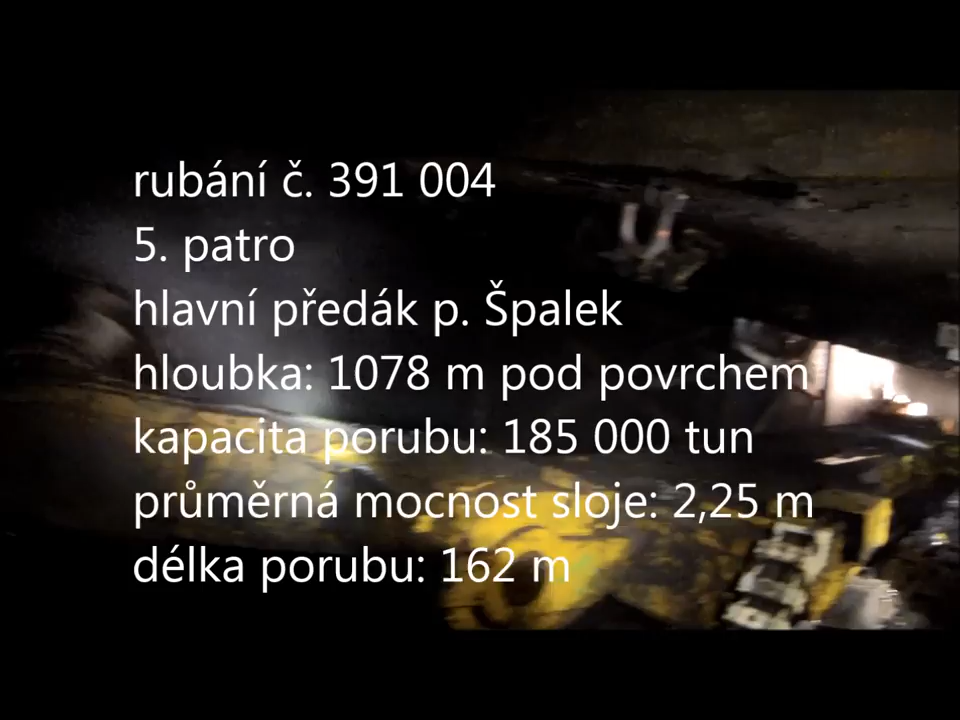 rubání č. 391 004
5. patro
hlavní předák p. Špalek
hloubka: 1078 m pod povrchem
kapacita porubu: 185 000 tun
průměrná mocnost sloje: 2,25 m
délka porubu: 162 m